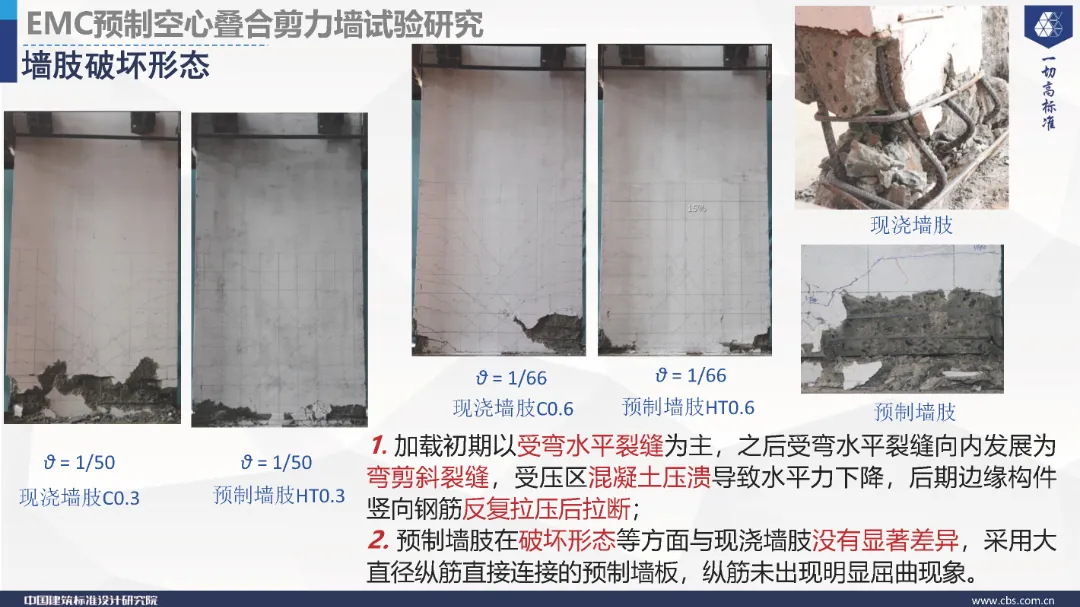 EMC预制空心叠合剪力墙试验研究
墙肢破坏形态
一切高标准
15%
现浇墙肢
预制墙肢
ϑ = 1/66
现浇墙肢C0.6
ϑ = 1/66
预制墙肢HT0.6
ϑ = 1/50
现浇墙肢C0.3
ϑ = 1/50
预制墙肢HT0.3
1. 加载初期以受弯水平裂缝为主，之后受弯水平裂缝向内发展为
弯剪斜裂缝，受压区混凝土压溃导致水平力下降，后期边缘构件
竖向钢筋反复拉压后拉断；
2. 预制墙肢在破坏形态等方面与现浇墙肢没有显著差异，采用大
直径纵筋直接连接的预制墙板，纵筋未出现明显屈曲现象。
中国建筑标准设计研究院
www.cbs.com.cn